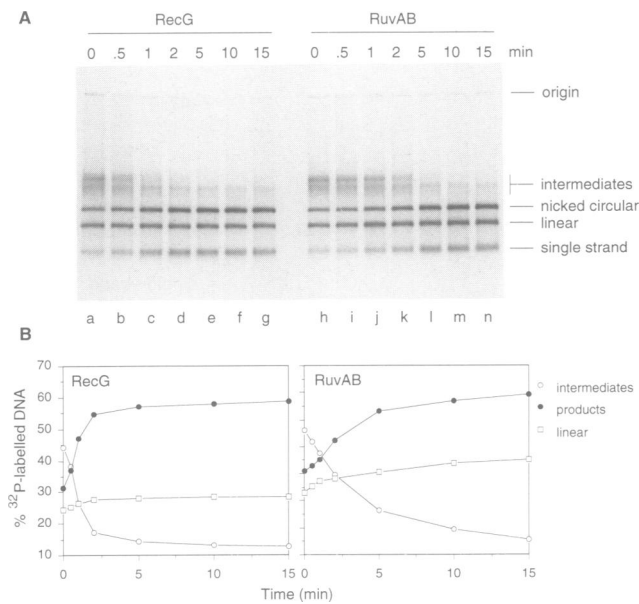 A
RecG RuvAB
0 .5 1 2 5 10 15 0 .5 1 2 5 10 15 min
origin
intermediates
nicked circular
linear
single strand
a b c d e f g h i j k l m n
B
70
60
50
40
30
20
10
% ³²P-labelled DNA
RecG
RuvAB
intermediates
products
linear
0 5 10 15 0 5 10 15
Time (min)